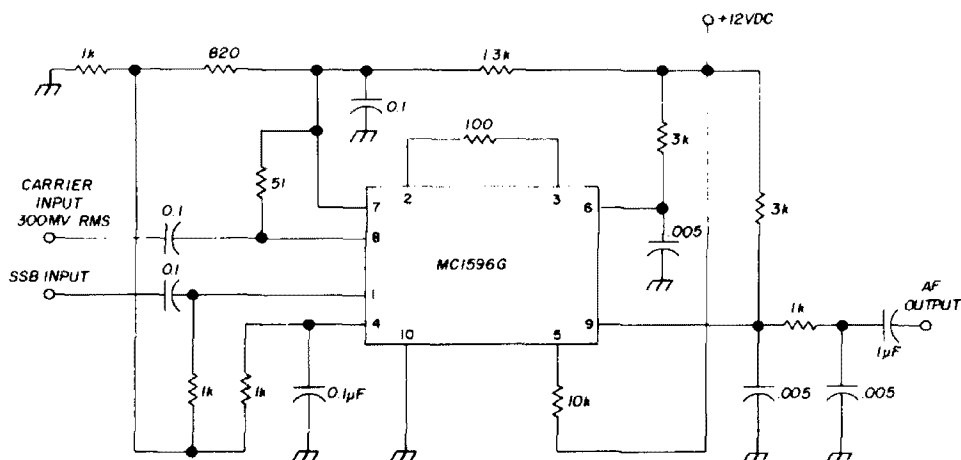 +12VDC
1k
820
1.3k
0.1
100
3k
51
2
3
3k
CARRIER
INPUT
300MV RMS
0.1
7
6
8
.005
MC1596G
SSB INPUT
0.1
1
4
10
5
9
1k
AF
OUTPUT
1µF
1k
1k
0.1µF
10k
.005
.005